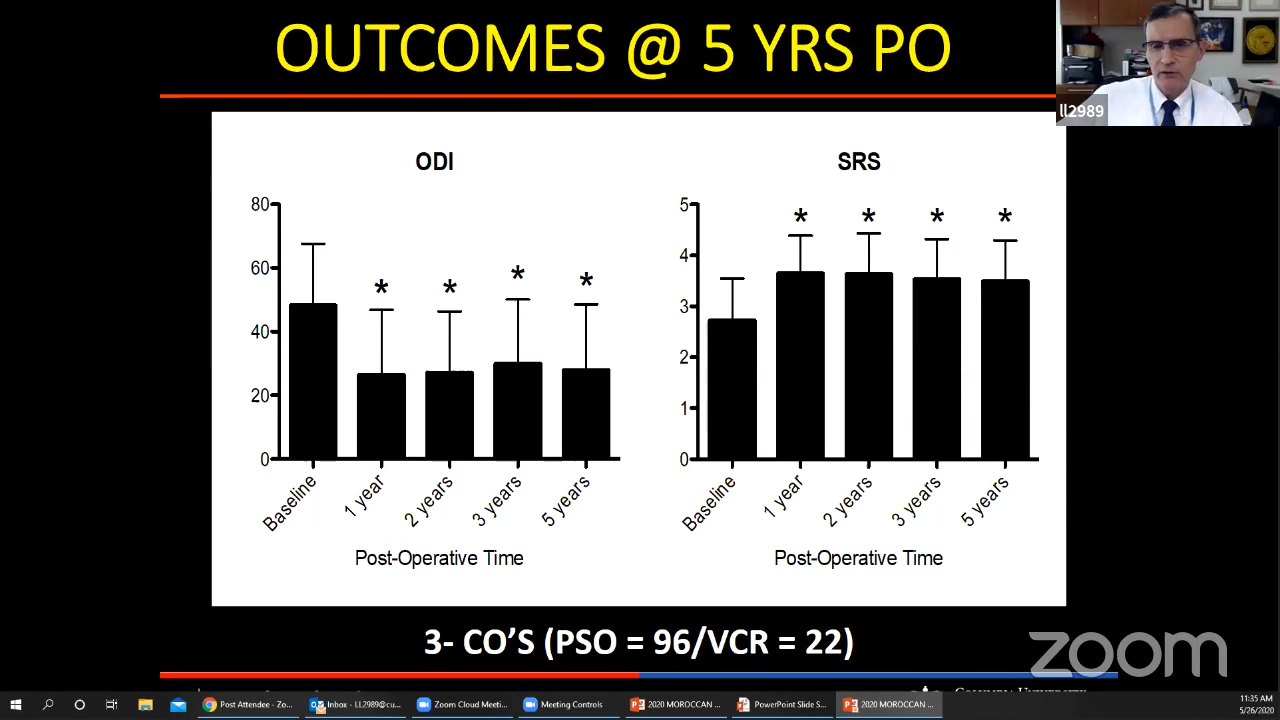 OUTCOMES @ 5 YRS PO
ll2989
ODI
80
60
40
20
0
Baseline
1 year
2 years
3 years
5 years
Post-Operative Time
SRS
5
4
3
2
1
0
Baseline
1 year
2 years
3 years
5 years
Post-Operative Time
* * * *
* * * *
3- CO'S (PSO = 96/VCR = 22)
zoom
Post Attendee - Zo...
Inbox - LL2989@cu...
Zoom Cloud Meeti...
Meeting Controls
2020 MOROCCAN ...
PowerPoint Slide S...
2020 MOROCCAN ...
11:35 AM
5/26/2020